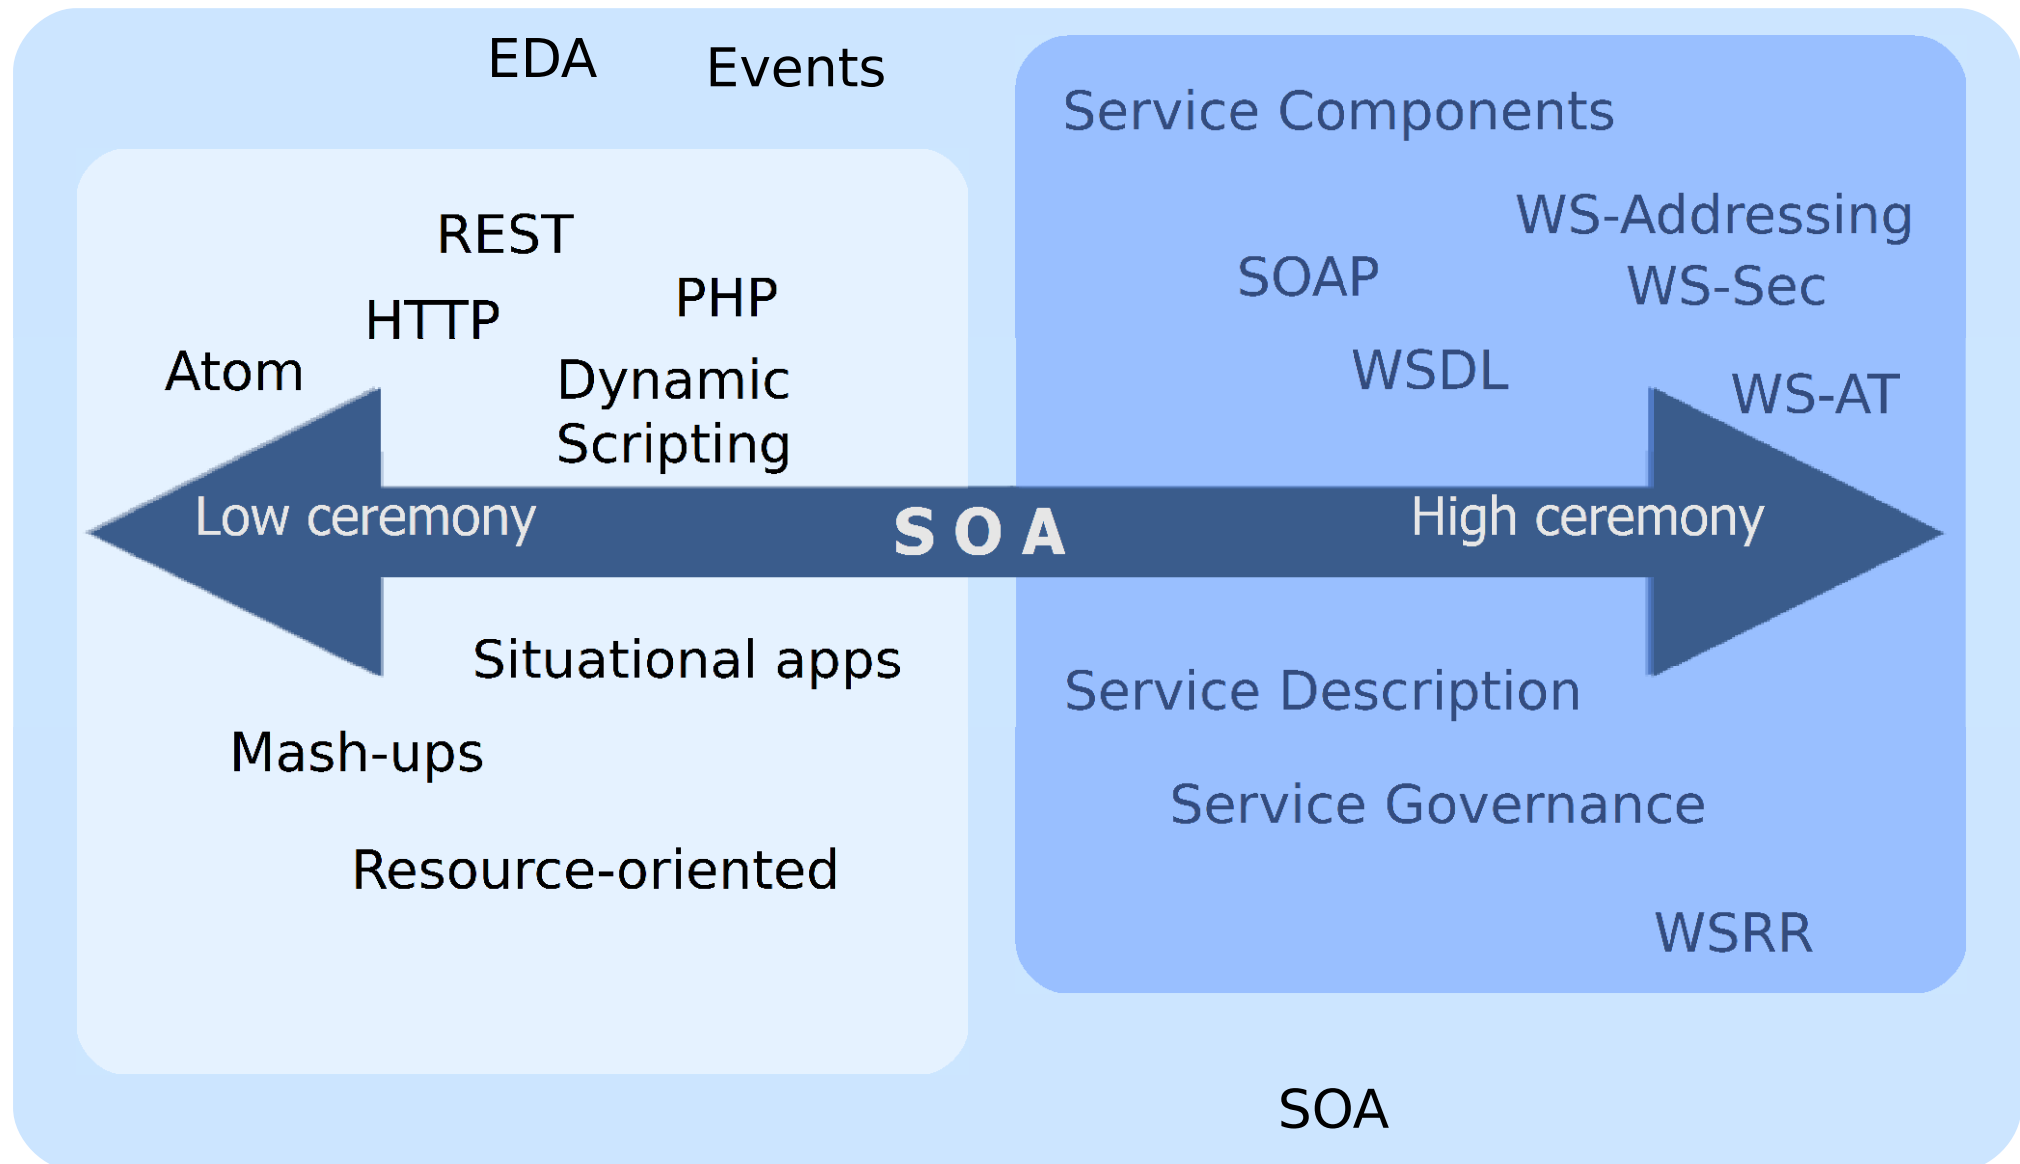 EDA
Events
REST
HTTP
PHP
Atom
Dynamic
Scripting
Service Components
WS-Addressing
SOAP
WS-Sec
WSDL
WS-AT
Low ceremony
SOA
High ceremony
Situational apps
Mash-ups
Resource-oriented
Service Description
Service Governance
WSRR
SOA